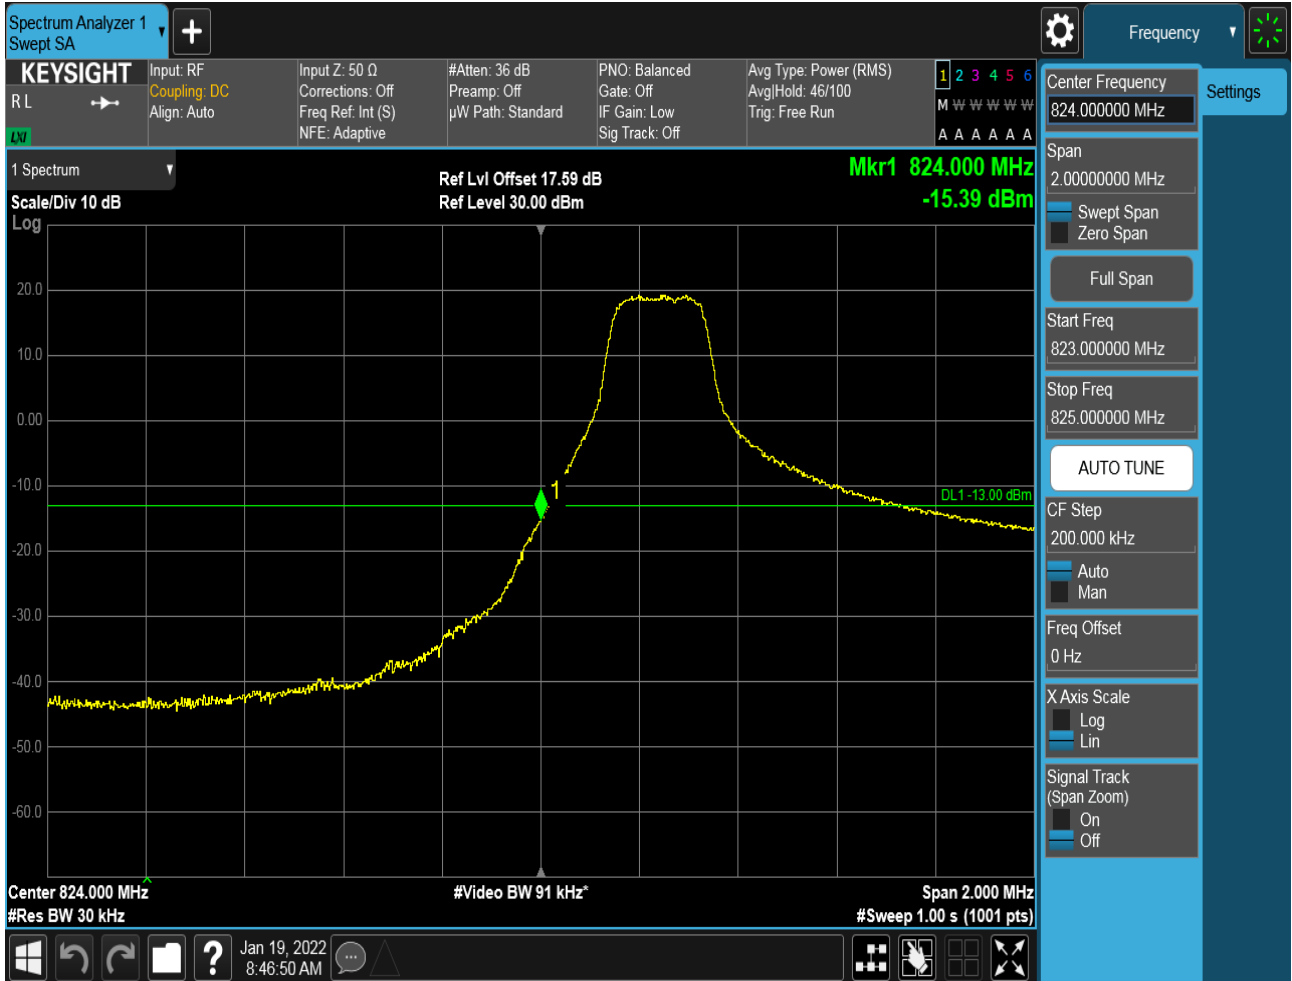 Spectrum Analyzer 1
Swept SA
Frequency
KEYSIGHT
R L
LXI
Input: RF
Coupling: DC
Align: Auto
Input Z: 50 Ω
Corrections: Off
Freq Ref: Int (S)
NFE: Adaptive
#Atten: 36 dB
Preamp: Off
µW Path: Standard
PNO: Balanced
Gate: Off
IF Gain: Low
Sig Track: Off
Avg Type: Power (RMS)
Avg|Hold: 46/100
Trig: Free Run
1 2 3 4 5 6
M W W W W W
A A A A A A
1 Spectrum
Scale/Div 10 dB
Log
Ref Lvl Offset 17.59 dB
Ref Level 30.00 dBm
Mkr1 824.000 MHz
-15.39 dBm
20.0
10.0
0.00
-10.0
-20.0
-30.0
-40.0
-50.0
-60.0
1
DL1 -13.00 dBm
Center 824.000 MHz
#Res BW 30 kHz
#Video BW 91 kHz*
Span 2.000 MHz
#Sweep 1.00 s (1001 pts)
Center Frequency
824.000000 MHz
Settings
Span
2.00000000 MHz
Swept Span
Zero Span
Full Span
Start Freq
823.000000 MHz
Stop Freq
825.000000 MHz
AUTO TUNE
CF Step
200.000 kHz
Auto
Man
Freq Offset
0 Hz
X Axis Scale
Log
Lin
Signal Track
(Span Zoom)
On
Off
?
Jan 19, 2022
8:46:50 AM